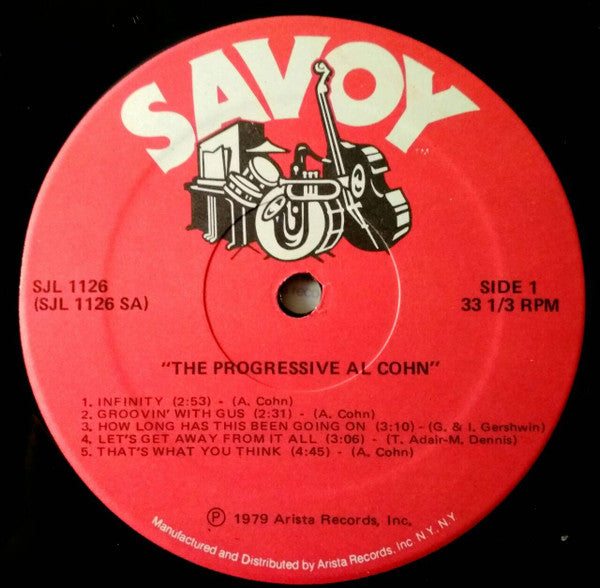 SAVOY
TM
SJL 1126
(SJL 1126 SA)
SIDE 1
33 1/3 RPM
"THE PROGRESSIVE AL COHN"
1. INFINITY (2:53) - (A. Cohn)
2. GROOVIN' WITH GUS (2:31) - (A. Cohn)
3. HOW LONG HAS THIS BEEN GOING ON (3:10) - (G. & I. Gershwin)
4. LET'S GET AWAY FROM IT ALL (3:06) - (T. Adair-M. Dennis)
5. THAT'S WHAT YOU THINK (4:45) - (A. Cohn)
Ⓟ 1979 Arista Records, Inc.
Manufactured and Distributed by Arista Records, Inc. N.Y. N.Y